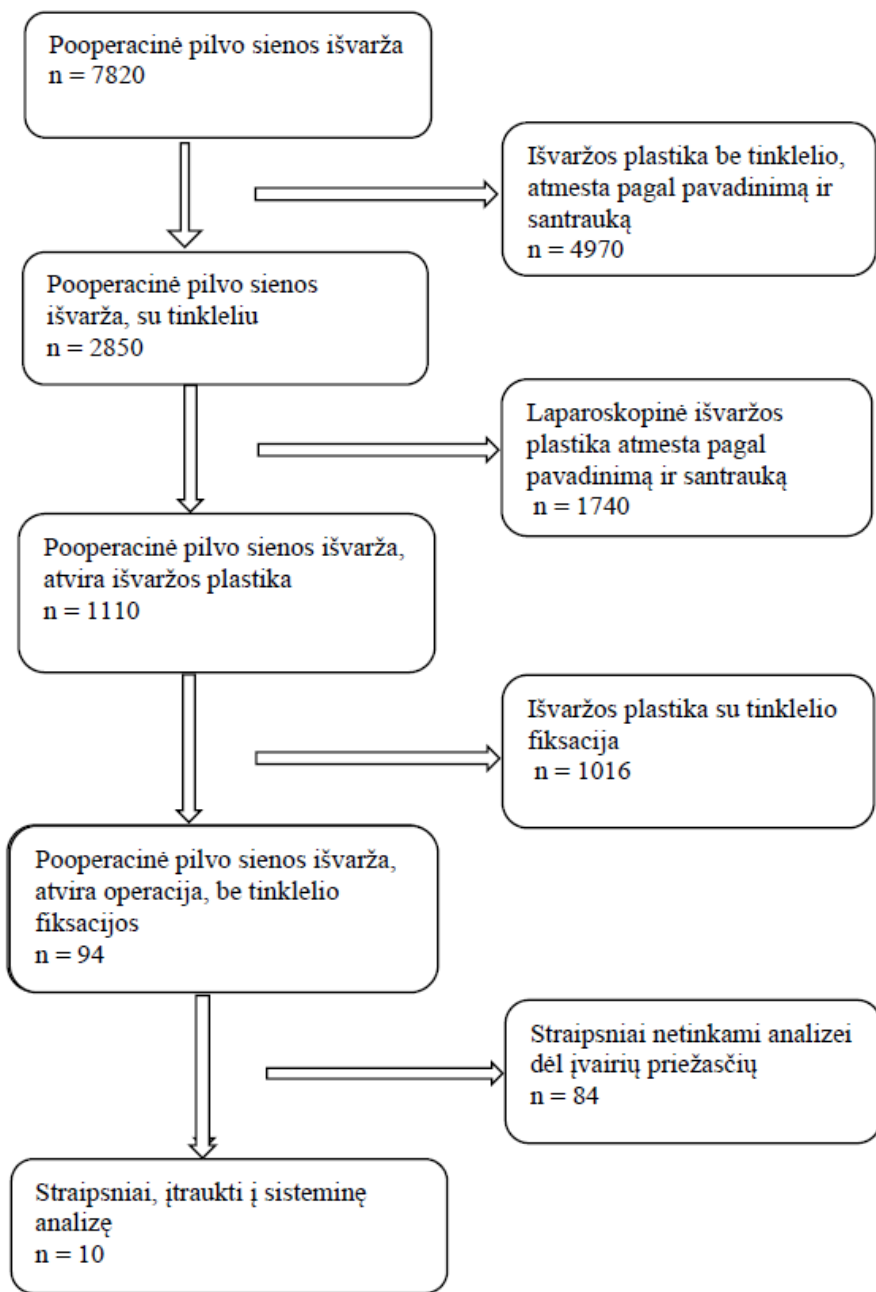 Pooperacinė pilvo sienos išvarža
n = 7820
Išvaržos plastika be tinklelio,
atmesta pagal pavadinimą ir
santrauką
n = 4970
Pooperacinė pilvo sienos
išvarža, su tinkleliu
n = 2850
Laparoskopinė išvaržos
plastika atmesta pagal
pavadinimą ir santrauką
n = 1740
Pooperacinė pilvo sienos išvarža,
atvira išvaržos plastika
n = 1110
Išvaržos plastika su tinklelio
fiksacija
n = 1016
Pooperacinė pilvo sienos išvarža,
atvira operacija, be tinklelio
fiksacijos
n = 94
Straipsniai netinkami analizei
dėl įvairių priežasčių
n = 84
Straipsniai, įtraukti į sisteminę
analizę
n = 10